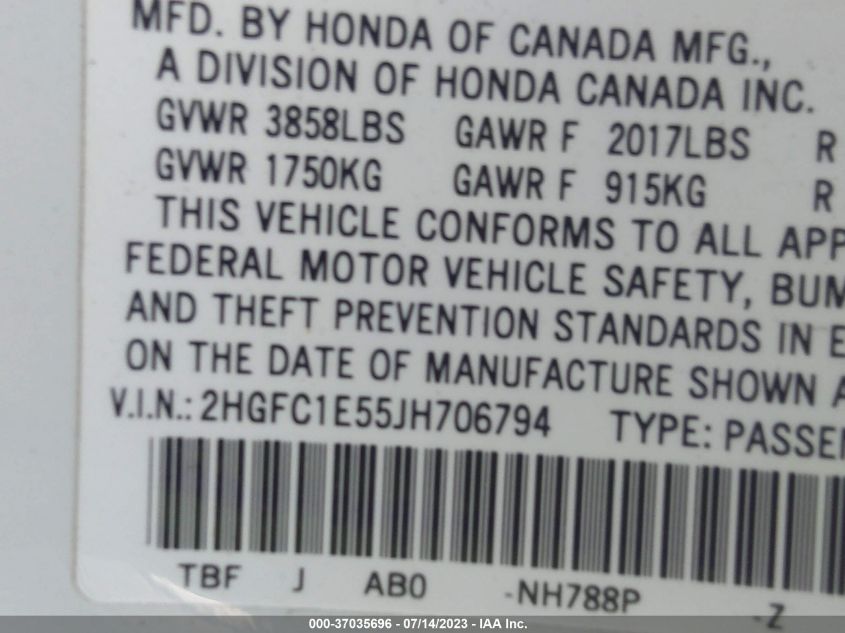 MFD. BY HONDA OF CANADA MFG.,
A DIVISION OF HONDA CANADA INC.
GVWR 3858LBS GAWR F 2017LBS R
GVWR 1750KG GAWR F 915KG R
THIS VEHICLE CONFORMS TO ALL APP
FEDERAL MOTOR VEHICLE SAFETY, BUM
AND THEFT PREVENTION STANDARDS IN E
ON THE DATE OF MANUFACTURE SHOWN A
V.I.N.: 2HGFC1E55JH706794 TYPE: PASSEN
TBF J AB0 -NH788P -Z
000-37035696 - 07/14/2023 - IAA Inc.